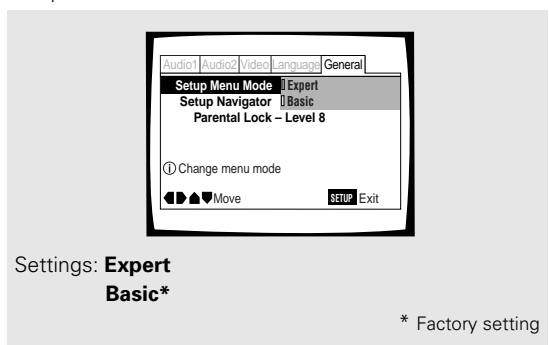 Audio1 Audio2 Video Language General
Setup Menu Mode Expert
Setup Navigator Basic
Parental Lock – Level 8
ⓘ Change menu mode
Move SETUP Exit
Settings: Expert
Basic*
* Factory setting